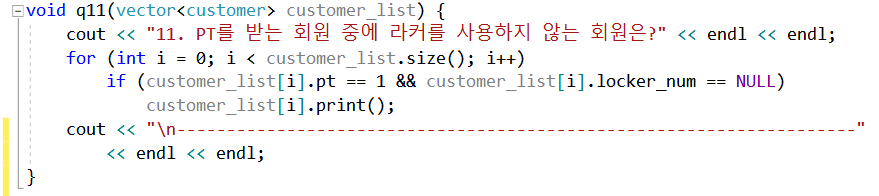 void q11(vector<customer> customer_list) {
cout << "11. PT를 받는 회원 중에 라커를 사용하지 않는 회원은?" << endl << endl;
for (int i = 0; i < customer_list.size(); i++)
if (customer_list[i].pt == 1 && customer_list[i].locker_num == NULL)
customer_list[i].print();
cout << "\n--------------------------------------------------------------------"
<< endl << endl;
}